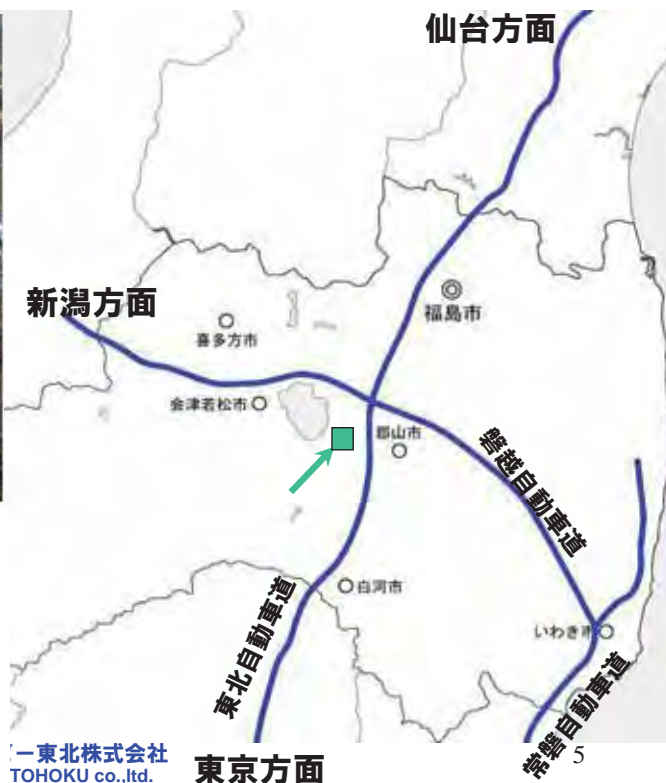 仙台方面
新潟方面
福島市
喜多方市
会津若松市
郡山市
磐越自動車道
白河市
東北自動車道
いわき市
常磐自動車道
ー東北株式会社
TOHOKU co.,ltd.
東京方面
5